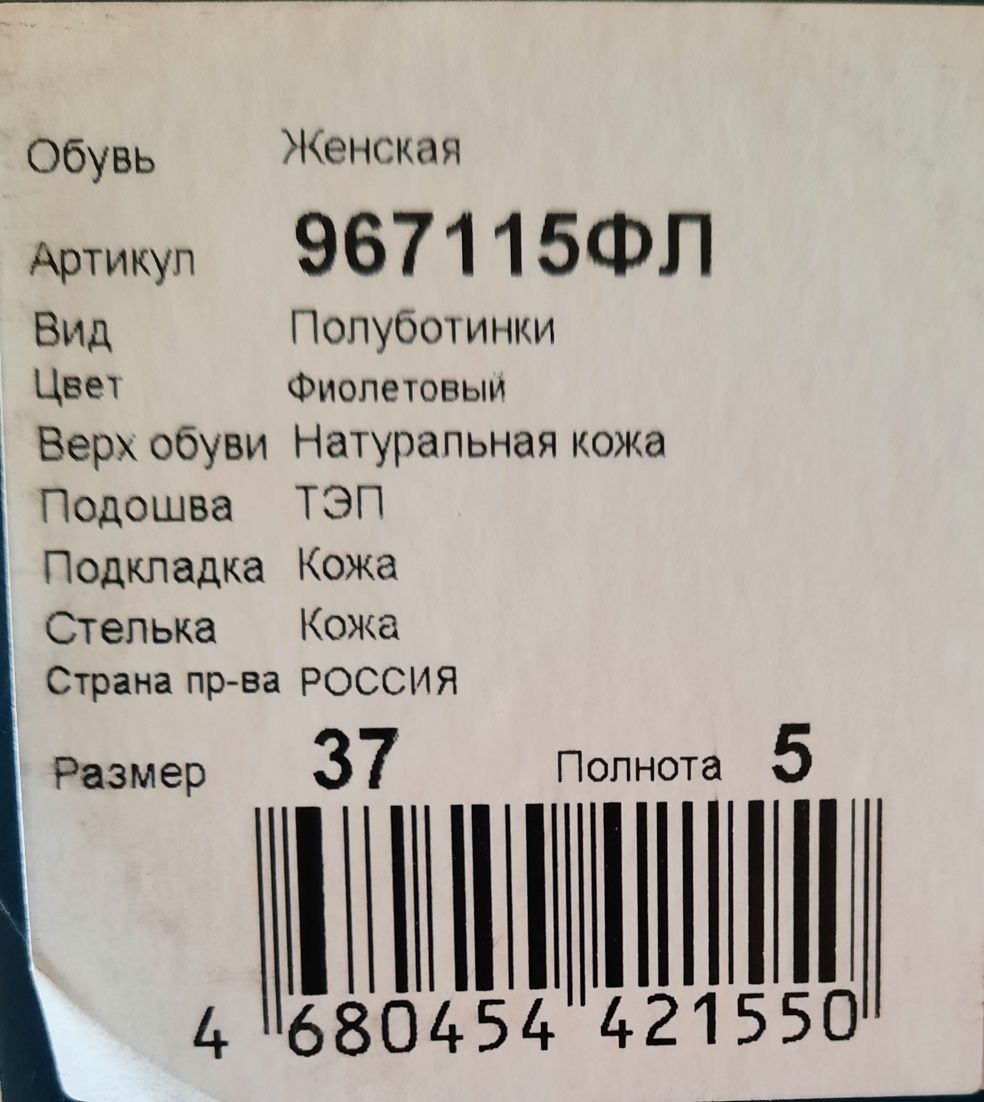 Обувь Женская
Артикул 967115ФЛ
Вид Полуботинки
Цвет Фиолетовый
Верх обуви Натуральная кожа
Подошва ТЭП
Подкладка Кожа
Стелька Кожа
Страна пр-ва РОССИЯ
Размер 37 Полнота 5
4 680454 421550